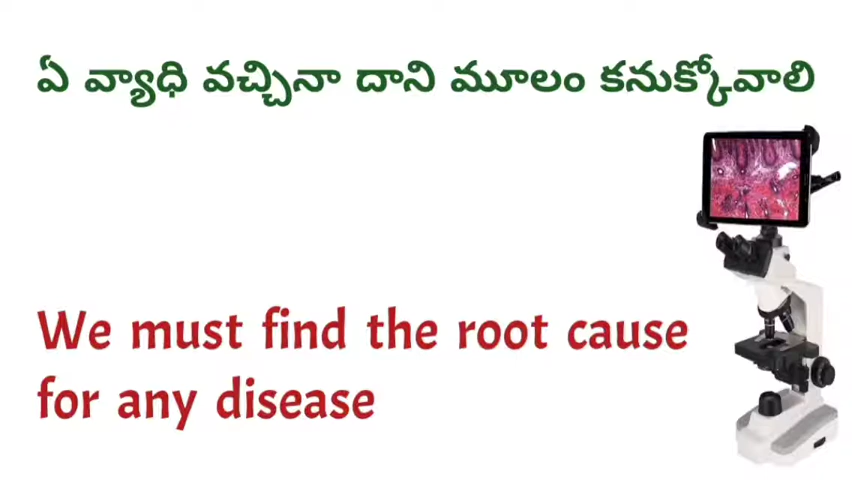 ఏ వ్యాధి వచ్చినా దాని మూలం కనుక్కోవాలి
We must find the root cause
for any disease